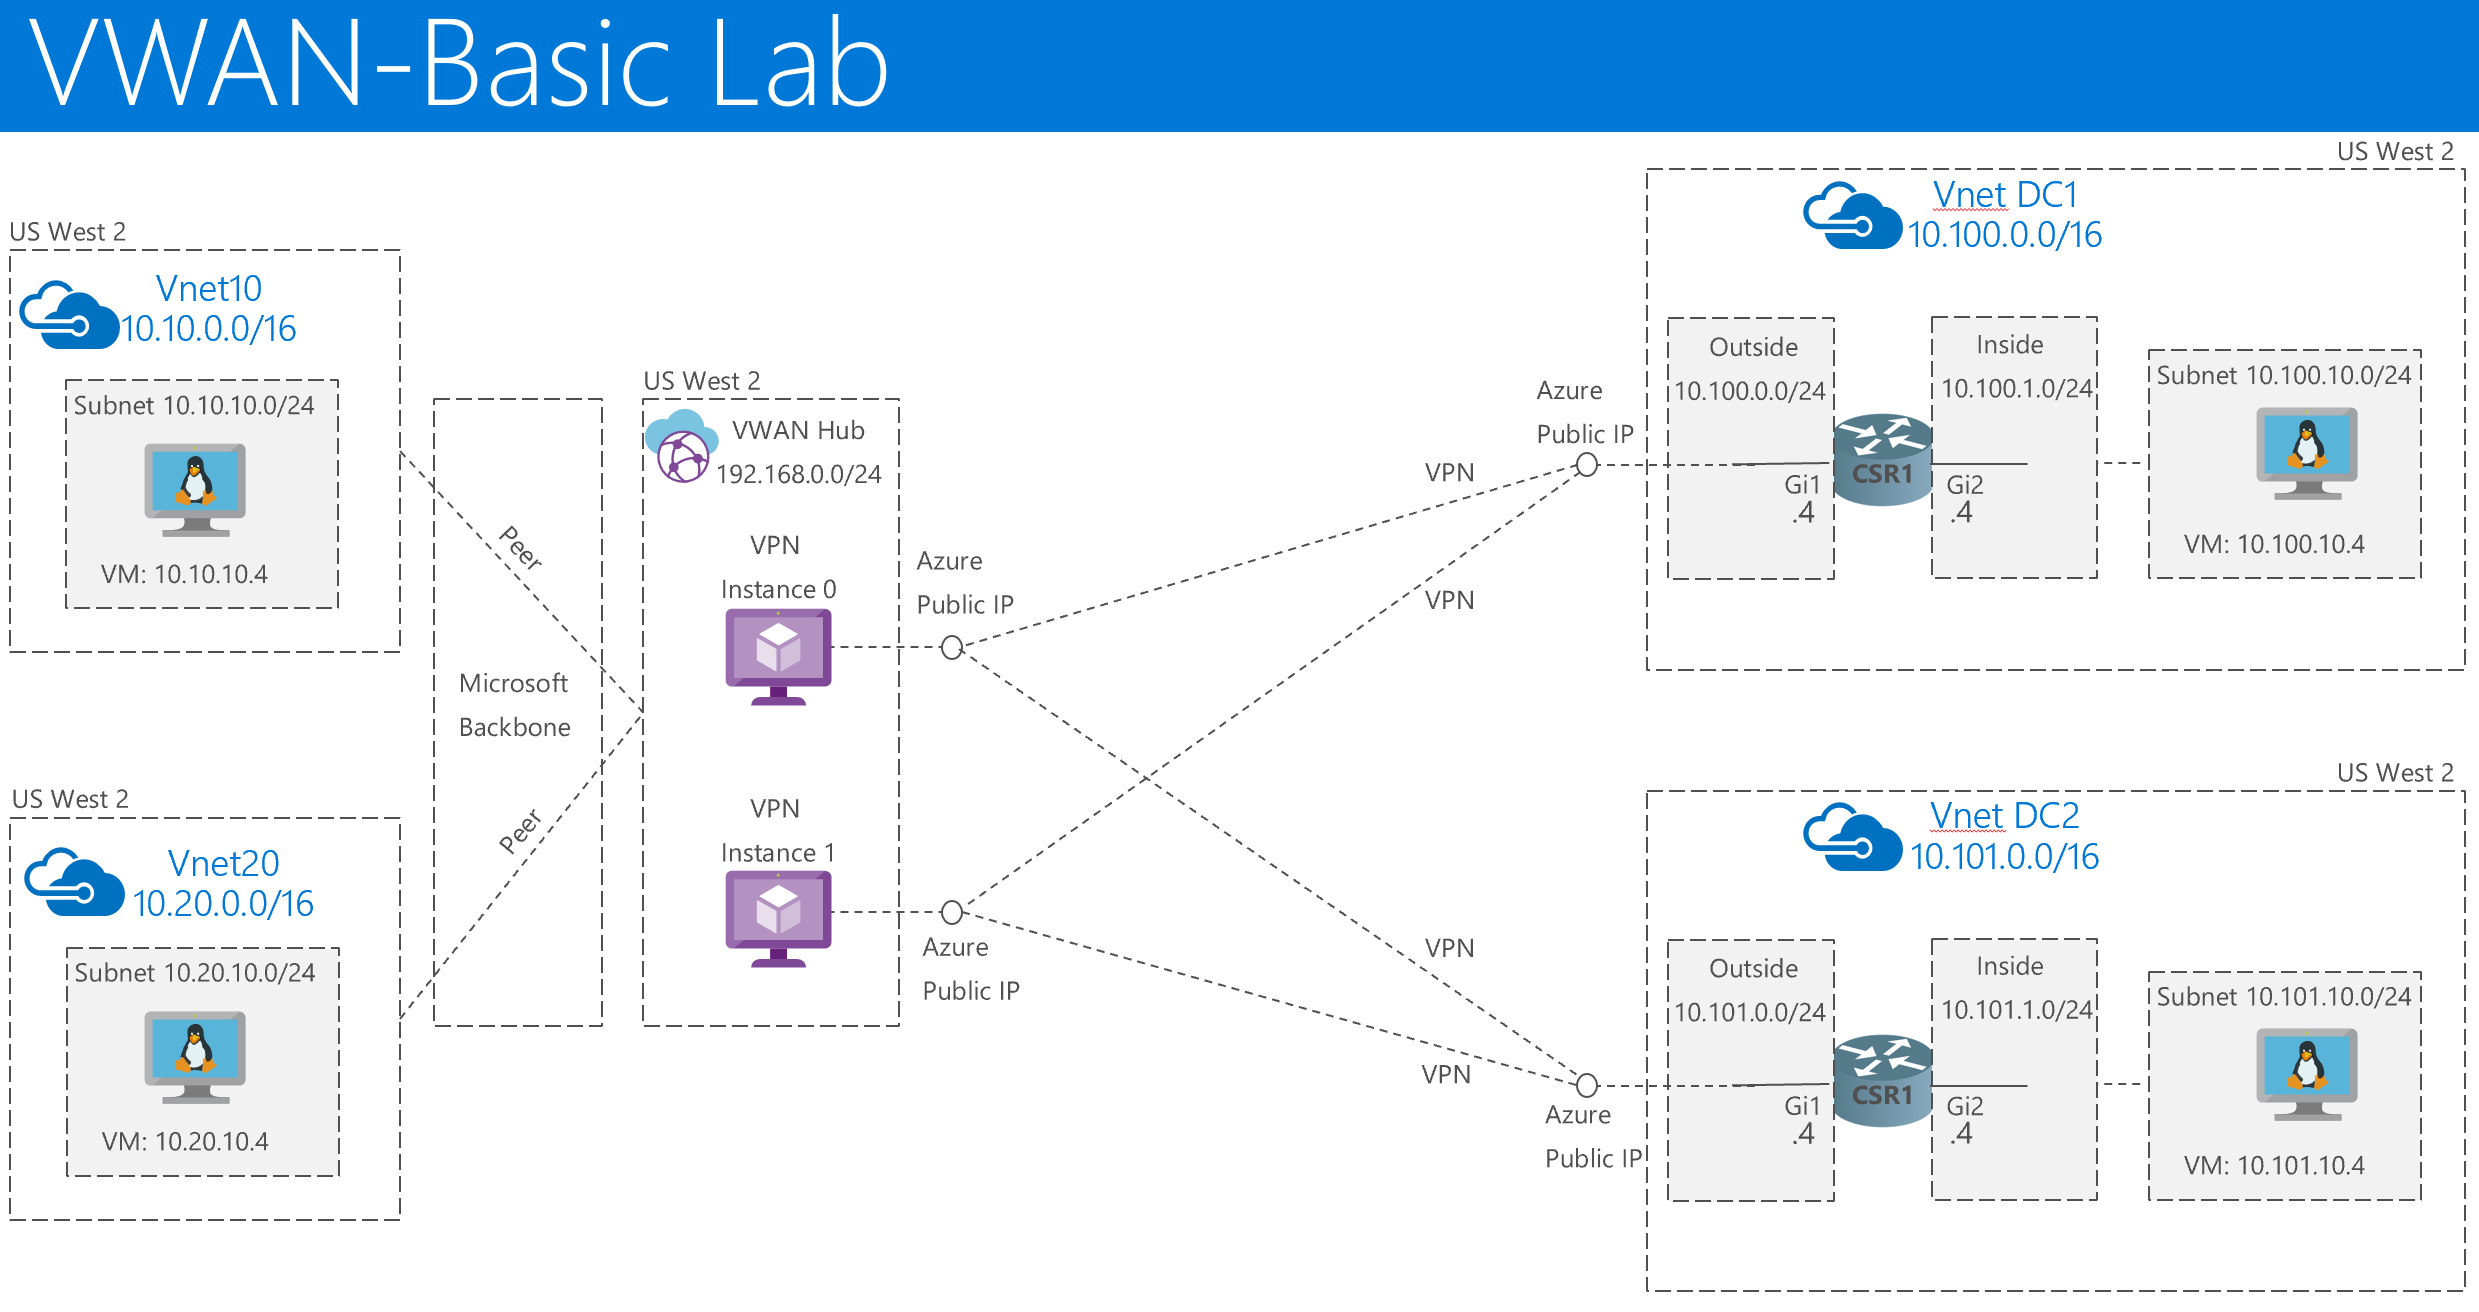 VWAN-Basic Lab
US West 2
Vnet10
10.10.0.0/16
Subnet 10.10.10.0/24
VM: 10.10.10.4
US West 2
Vnet20
10.20.0.0/16
Subnet 10.20.10.0/24
VM: 10.20.10.4
Peer
Peer
Microsoft
Backbone
US West 2
VWAN Hub
192.168.0.0/24
VPN
Instance 0
VPN
Instance 1
Azure
Public IP
Azure
Public IP
VPN
VPN
VPN
VPN
Azure
Public IP
Azure
Public IP
US West 2
Vnet DC1
10.100.0.0/16
Outside
10.100.0.0/24
Gi1
.4
CSR1
Inside
10.100.1.0/24
Gi2
.4
Subnet 10.100.10.0/24
VM: 10.100.10.4
US West 2
Vnet DC2
10.101.0.0/16
Outside
10.101.0.0/24
Gi1
.4
CSR1
Inside
10.101.1.0/24
Gi2
.4
Subnet 10.101.10.0/24
VM: 10.101.10.4